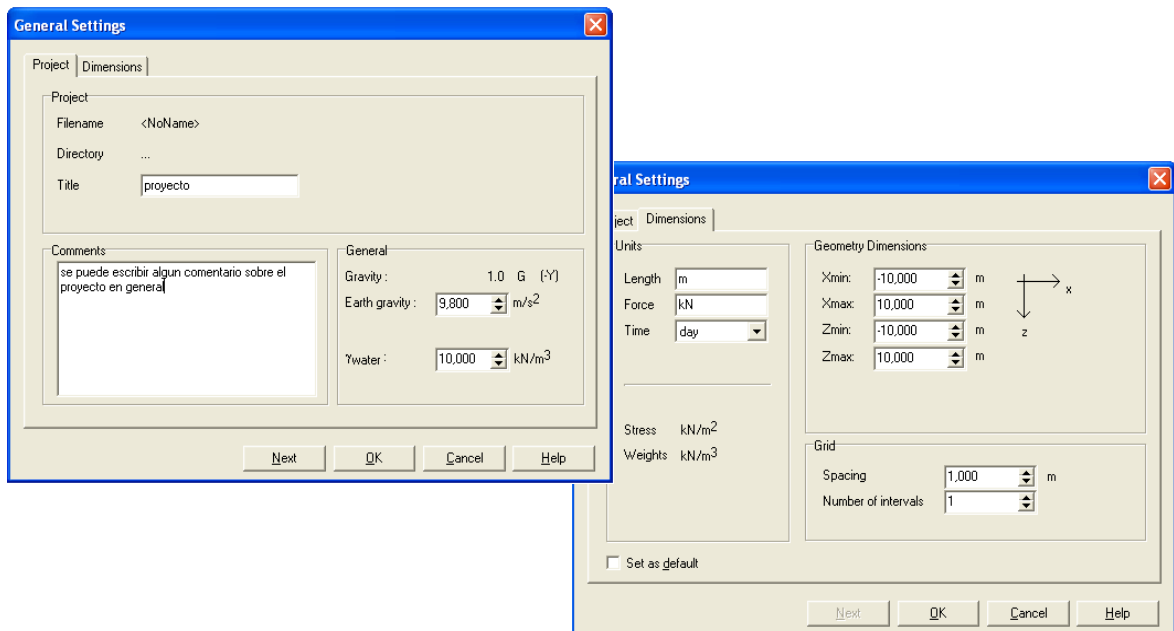 General Settings
Project Dimensions
Project
Filename <NoName>
Directory ...
Title proyecto
Comments
se puede escribir algun comentario sobre el
proyecto en general
General
Gravity : 1.0 G (-Y)
Earth gravity : 9,800 m/s2
γwater : 10,000 kN/m3
Next OK Cancel Help
ral Settings
ject Dimensions
Units
Length m
Force kN
Time day
Stress kN/m2
Weights kN/m3
Geometry Dimensions
Xmin: -10,000 m
Xmax: 10,000 m
Zmin: -10,000 m
Zmax: 10,000 m
x
z
Grid
Spacing 1,000 m
Number of intervals 1
Set as default
Next OK Cancel Help